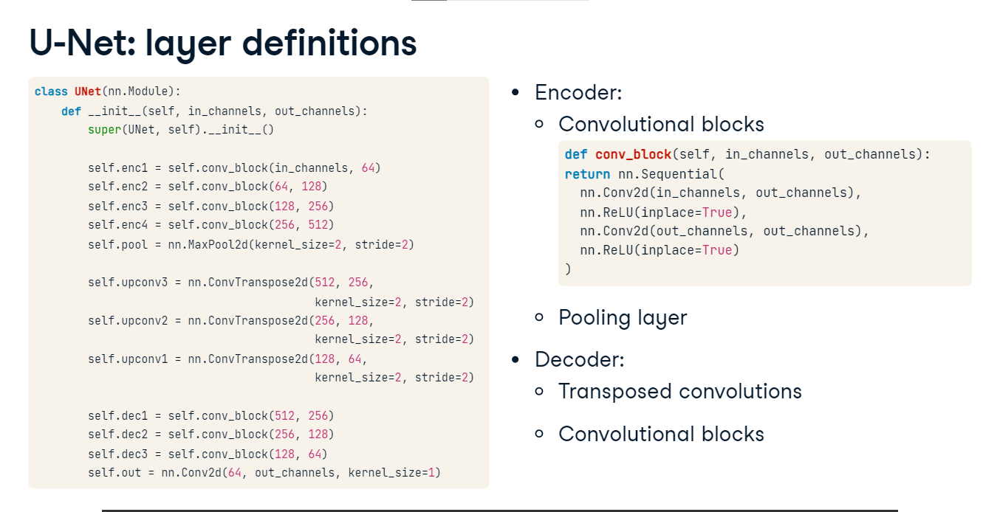 U-Net: layer definitions
class UNet(nn.Module):
    def __init__(self, in_channels, out_channels):
        super(UNet, self).__init__()
        self.enc1 = self.conv_block(in_channels, 64)
        self.enc2 = self.conv_block(64, 128)
        self.enc3 = self.conv_block(128, 256)
        self.enc4 = self.conv_block(256, 512)
        self.pool = nn.MaxPool2d(kernel_size=2, stride=2)
        self.upconv3 = nn.ConvTranspose2d(512, 256,
                                          kernel_size=2, stride=2)
        self.upconv2 = nn.ConvTranspose2d(256, 128,
                                          kernel_size=2, stride=2)
        self.upconv1 = nn.ConvTranspose2d(128, 64,
                                          kernel_size=2, stride=2)
        self.dec1 = self.conv_block(512, 256)
        self.dec2 = self.conv_block(256, 128)
        self.dec3 = self.conv_block(128, 64)
        self.out = nn.Conv2d(64, out_channels, kernel_size=1)
• Encoder:
○ Convolutional blocks
def conv_block(self, in_channels, out_channels):
return nn.Sequential(
  nn.Conv2d(in_channels, out_channels),
  nn.ReLU(inplace=True),
  nn.Conv2d(out_channels, out_channels),
  nn.ReLU(inplace=True)
)
○ Pooling layer
• Decoder:
○ Transposed convolutions
○ Convolutional blocks